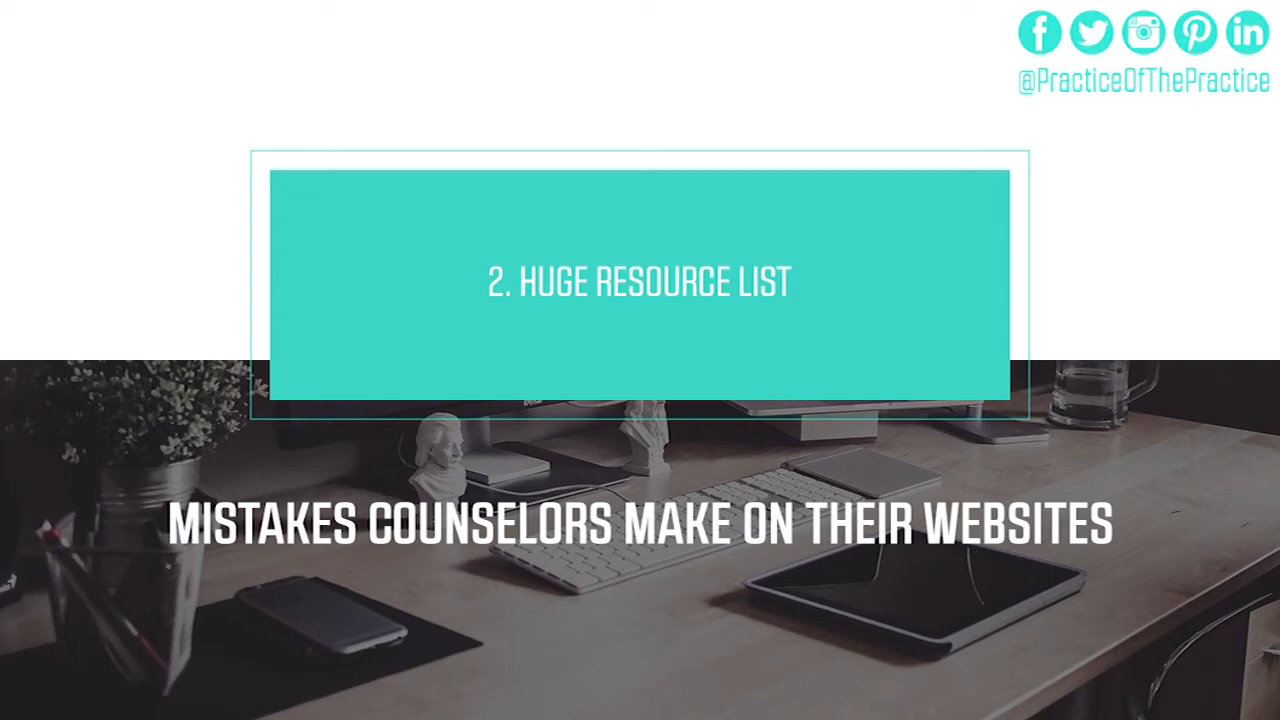 @PracticeOfThePractice
2. HUGE RESOURCE LIST
MISTAKES COUNSELORS MAKE ON THEIR WEBSITES